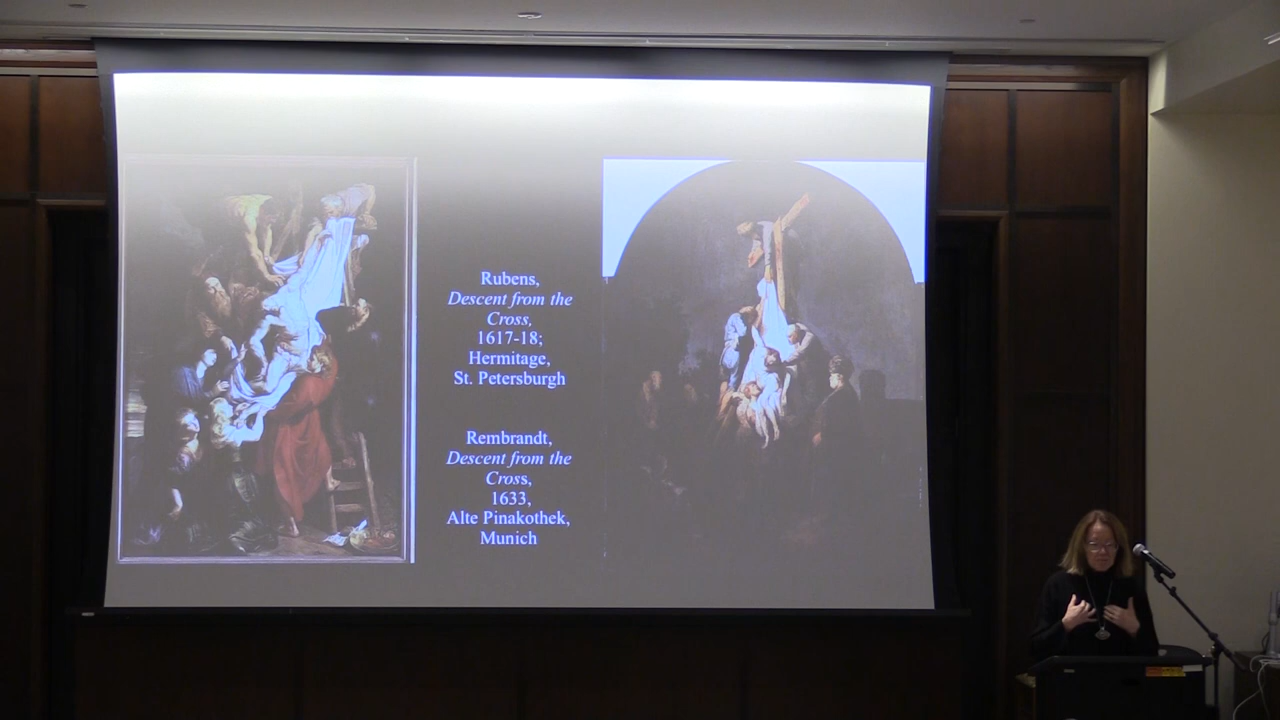 Rubens,
Descent from the
Cross,
1617-18;
Hermitage,
St. Petersburgh
Rembrandt,
Descent from the
Cross,
1633,
Alte Pinakothek,
Munich